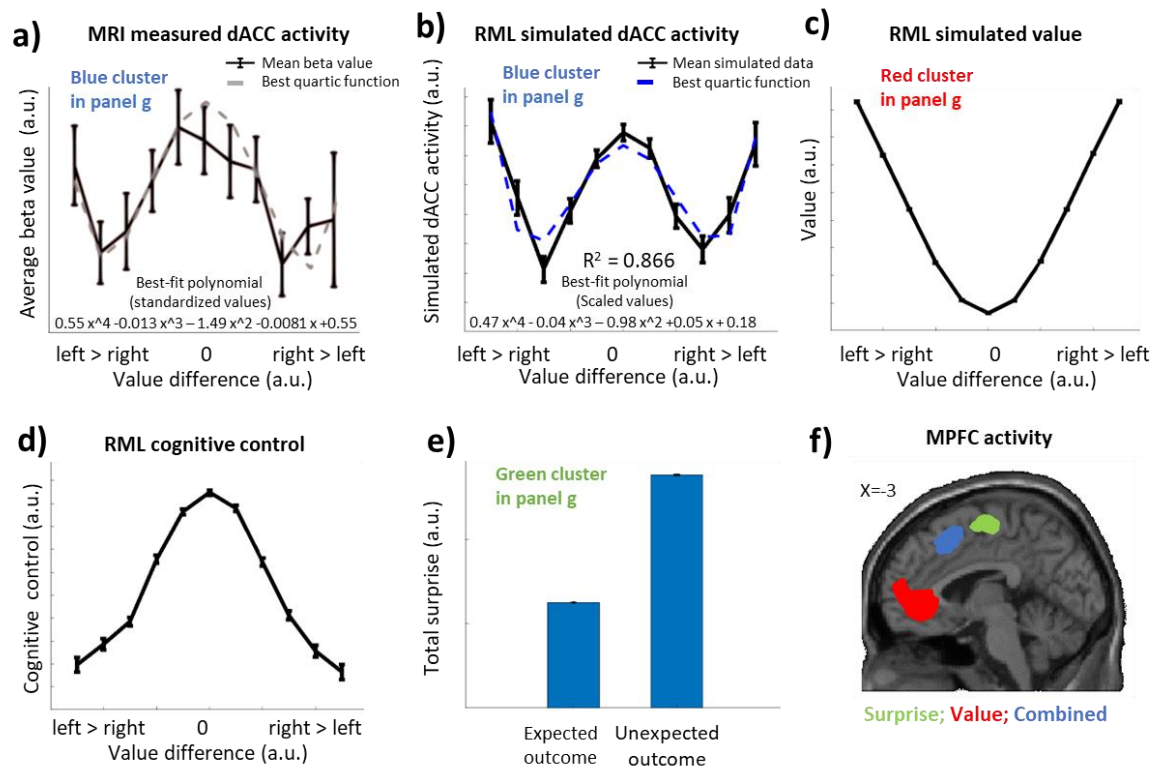 a)
MRI measured dACC activity
Mean beta value
Best quartic function
Blue cluster
in panel g
Average beta value (a.u.)
Best-fit polynomial
(standardized values)
0.55 x^4 -0.013 x^3 – 1.49 x^2 -0.0081 x +0.55
left > right 0 right > left
Value difference (a.u.)
b)
RML simulated dACC activity
Mean simulated data
Best quartic function
Blue cluster
in panel g
Simulated dACC activity (a.u.)
R² = 0.866
Best-fit polynomial
(Scaled values)
0.47 x^4 - 0.04 x^3 – 0.98 x^2 +0.05 x + 0.18
left > right 0 right > left
Value difference (a.u.)
c)
RML simulated value
Red cluster
in panel g
Value (a.u.)
left > right 0 right > left
Value difference (a.u.)
d)
RML cognitive control
Cognitive control (a.u.)
left > right 0 right > left
Value difference (a.u.)
e)
Green cluster
in panel g
Total surprise (a.u.)
Expected
outcome
Unexpected
outcome
f)
MPFC activity
X=-3
Surprise; Value; Combined